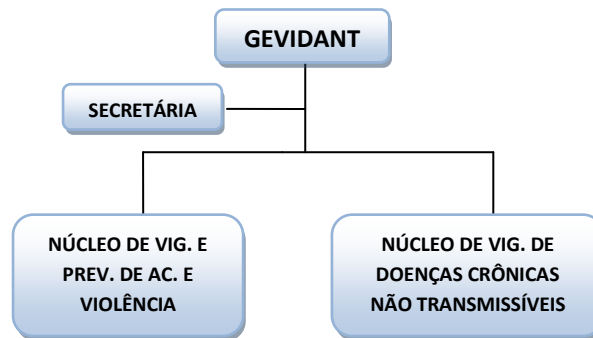 GEVIDANT
SECRETÁRIA
NÚCLEO DE VIG. E
PREV. DE AC. E
VIOLÊNCIA
NÚCLEO DE VIG. DE
DOENÇAS CRÔNICAS
NÃO TRANSMISSÍVEIS